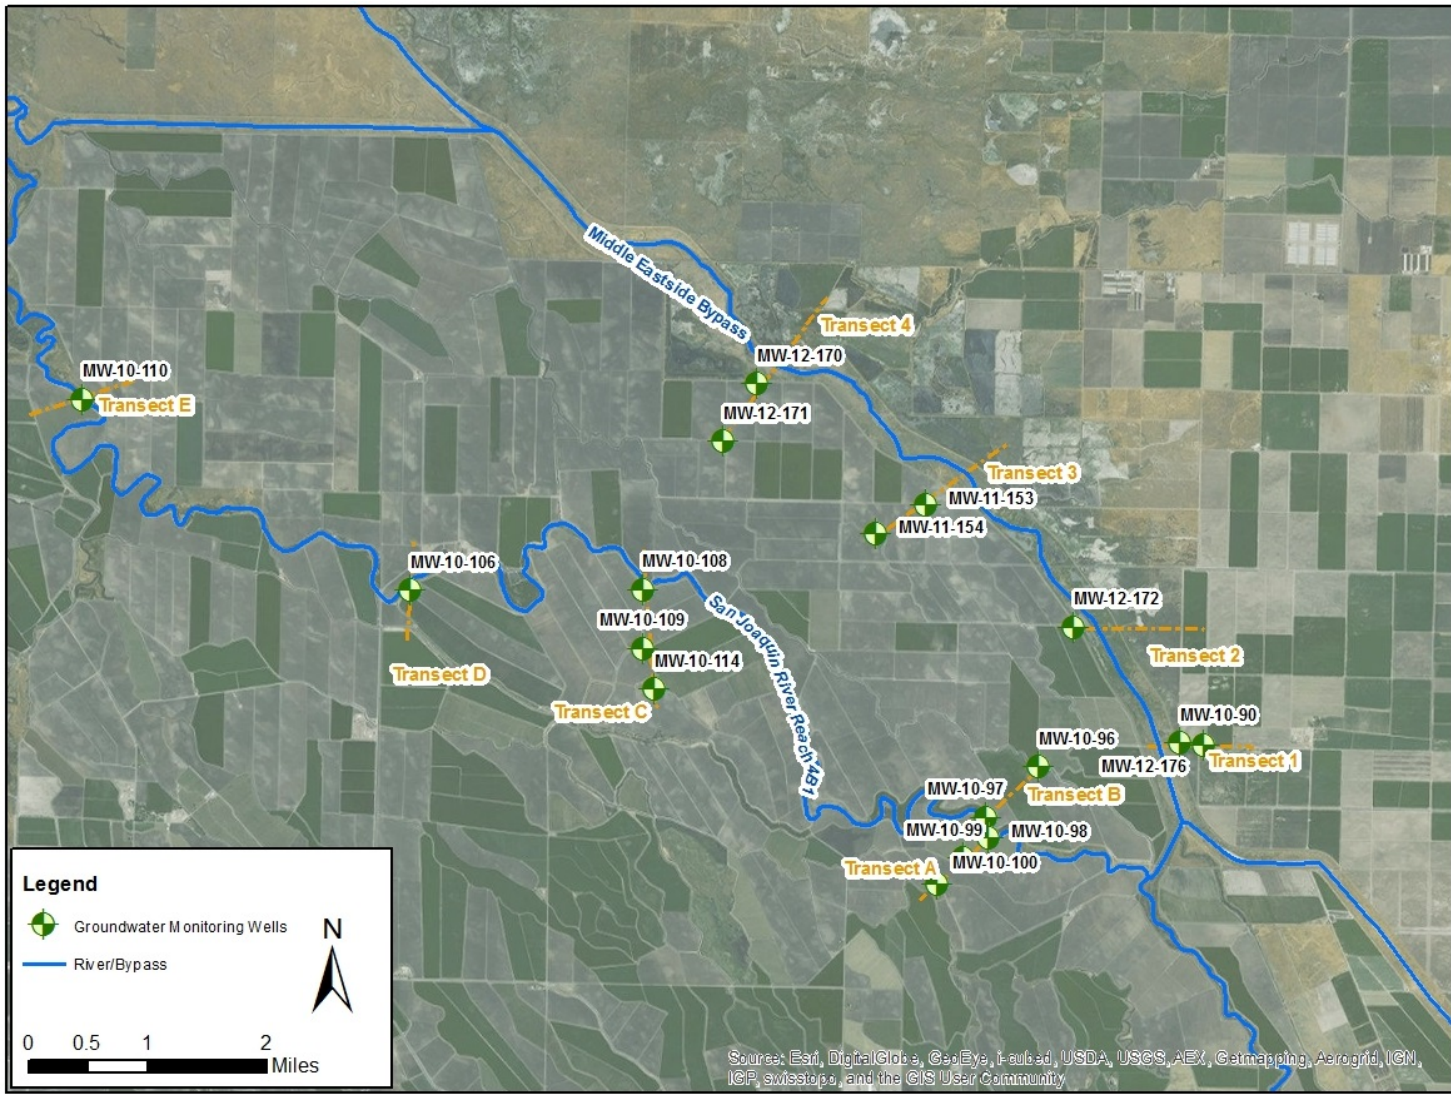 Middle Eastside Bypass
Transect 4
MW-12-170
MW-10-110
Transect E
MW-12-171
Transect 3
MW-11-153
MW-11-154
MW-10-106
MW-10-108
MW-12-172
San Joaquin River Reach 4B1
MW-10-109
Transect 2
MW-10-114
Transect D
Transect C
MW-10-90
MW-10-96
MW-12-176
Transect 1
MW-10-97
Transect B
MW-10-99
MW-10-98
MW-10-100
Transect A
Legend
Groundwater Monitoring Wells
River/Bypass
N
0 0.5 1 2
Miles
Source: Esri, DigitalGlobe, GeoEye, i-cubed, USDA, USGS, AEX, Getmapping, Aerogrid, IGN,
IGP, swisstopo, and the GIS User Community